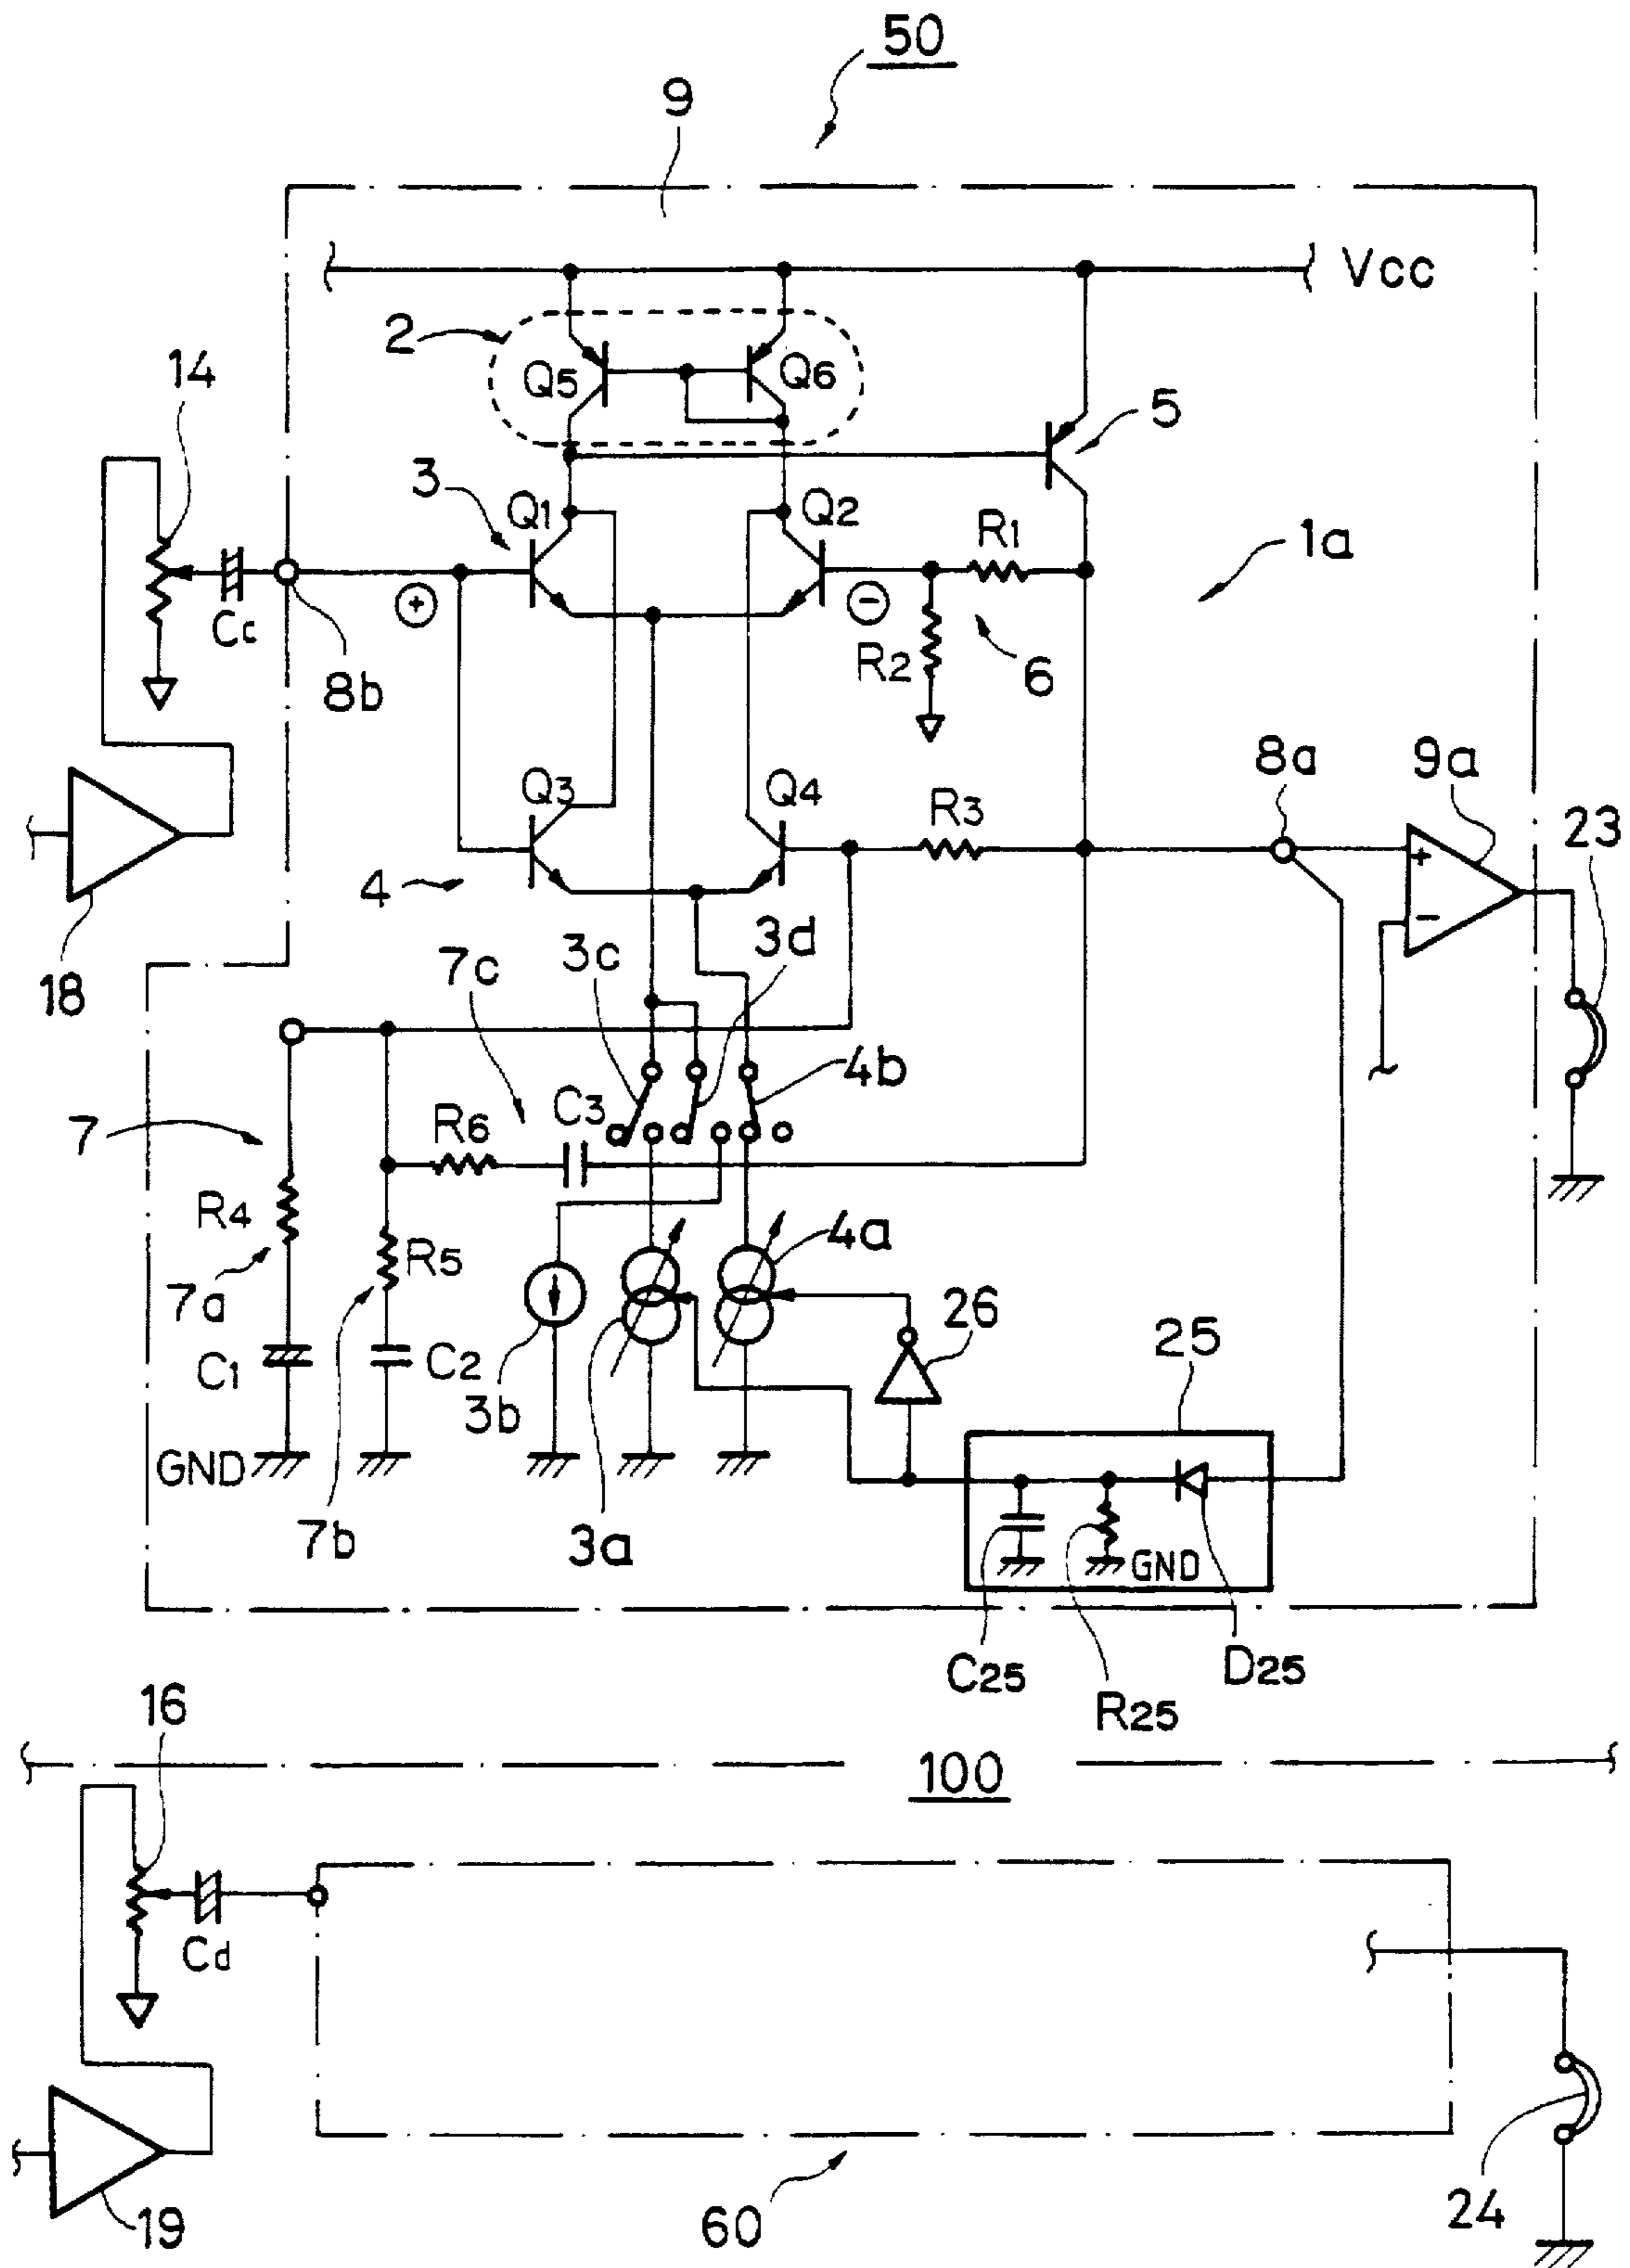 50
9
Vcc
2
Q5
Q6
14
5
3
Q1
Q2
R1
1a
+
−
Cc
8b
R2
6
8a
9a
Q3
Q4
R3
23
18
4
+
−
3c
3d
7c
4b
7
R6
C3
R4
7a
R5
4a
26
25
C1
C2
3b
GND
7b
3a
GND
C25
R25
D25
16
100
Cd
19
60
24